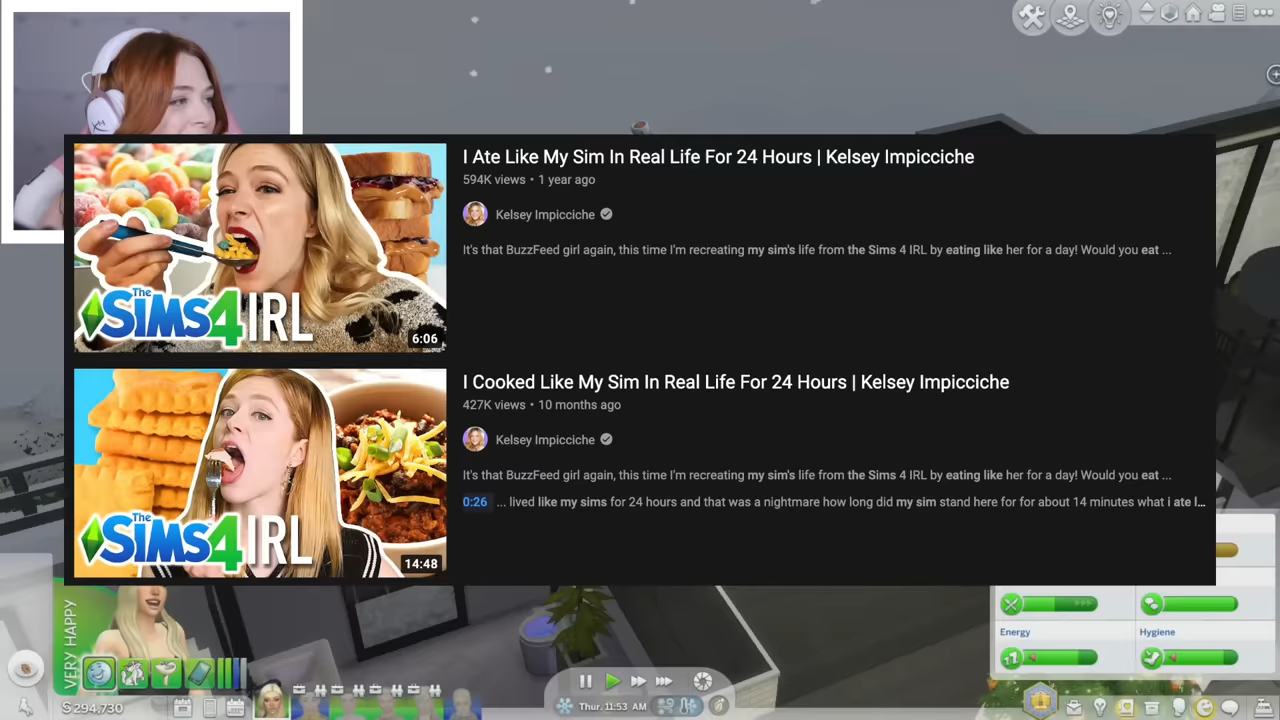 I Ate Like My Sim In Real Life For 24 Hours | Kelsey Impicciche
594K views • 1 year ago
Kelsey Impicciche
It's that BuzzFeed girl again, this time I'm recreating my sim's life from the Sims 4 IRL by eating like her for a day! Would you eat ...
The
SIMS 4 IRL
6:06
I Cooked Like My Sim In Real Life For 24 Hours | Kelsey Impicciche
427K views • 10 months ago
Kelsey Impicciche
It's that BuzzFeed girl again, this time I'm recreating my sim's life from the Sims 4 IRL by eating like her for a day! Would you eat ...
0:26 ... lived like my sims for 24 hours and that was a nightmare how long did my sim stand here for for about 14 minutes what i ate l...
The
SIMS 4 IRL
14:48
VERY HAPPY
Energy
Hygiene
§294,730
Thur. 11:53 AM